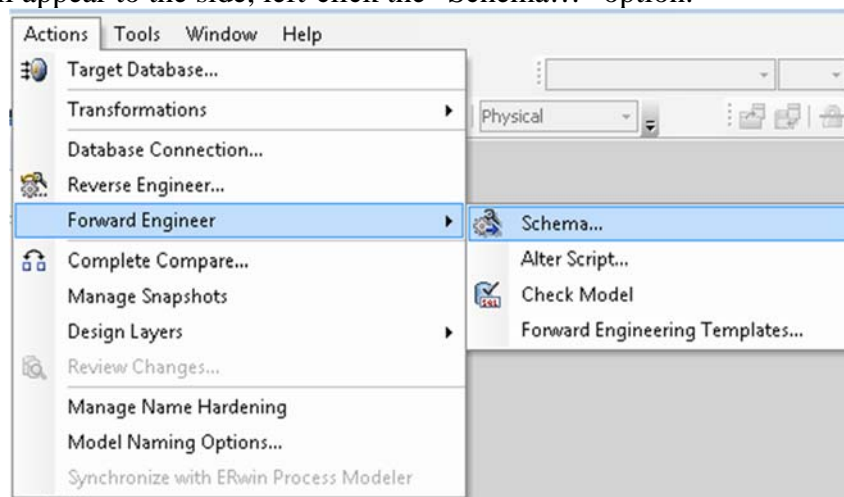 appear to the side, left-click the "Schema..." option.
Actions Tools Window Help
Target Database...
Transformations
Physical
Database Connection...
Reverse Engineer...
Forward Engineer
Schema...
Complete Compare...
Alter Script...
Manage Snapshots
Check Model
Design Layers
Forward Engineering Templates...
Review Changes...
Manage Name Hardening
Model Naming Options...
Synchronize with ERwin Process Modeler